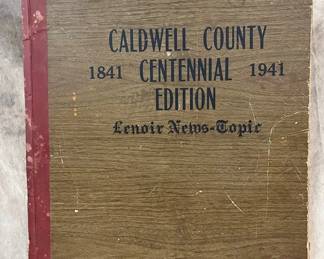 CALDWELL COUNTY
1841 CENTENNIAL 1941
EDITION
Lenoir News-Topic